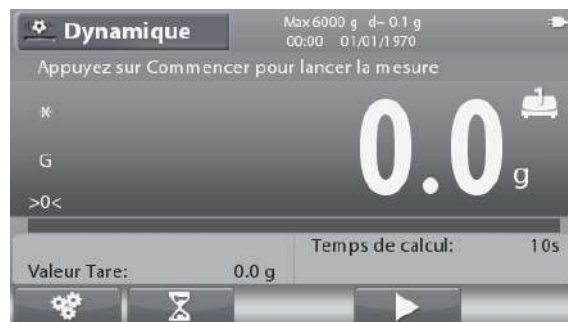 Dynamique
Max 6000 g d= 0.1 g
00:00 01/01/1970
Appuyez sur Commencer pour lancer la mesure
*
G
>0<
0.0 g
1
Temps de calcul: 10s
Valeur Tare: 0.0 g